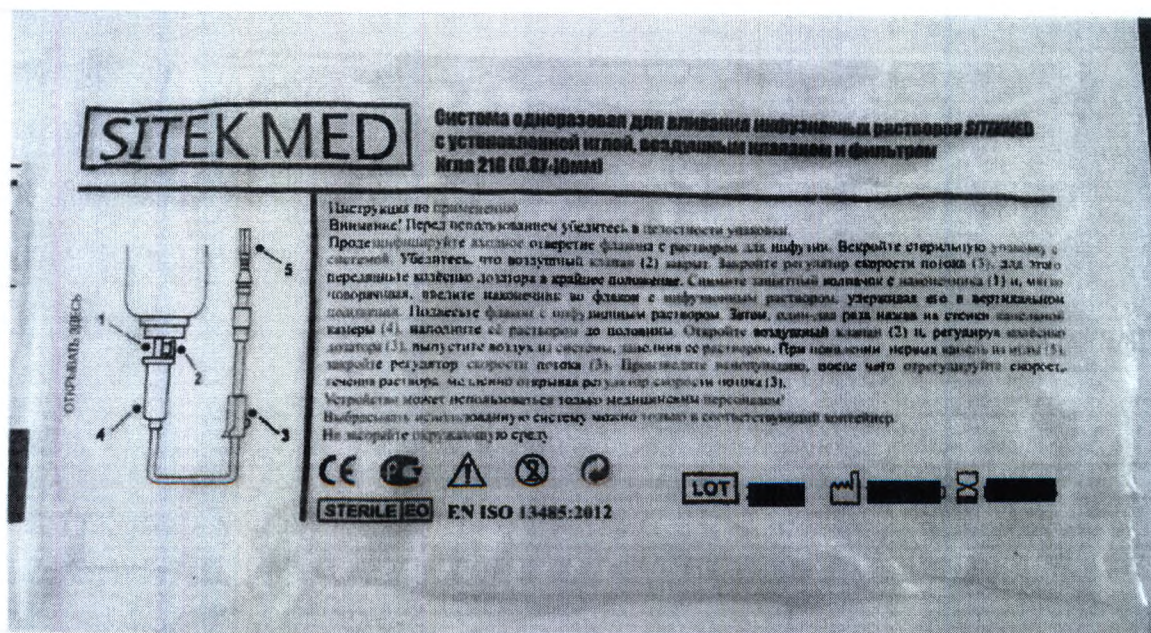 SITEKMED
Система одноразовая для вливания инфузионных растворов SITEKMED
с установленной иглой, воздушным клапаном и фильтром
Игла 21G (0.8×40мм)
Инструкция по применению
Внимание! Перед использованием убедитесь в целостности упаковки.
Продезинфицируйте входное отверстие флакона с раствором для инфузии. Вскройте стерильную упаковку с
системой. Убедитесь, что воздушный клапан (2) закрыт. Закройте регулятор скорости потока (3), для этого
передвиньте колёсико дозатора в крайнее положение. Снимите защитный колпачок с наконечника (1) и, мягко
поворачивая, введите наконечник во флакон с инфузионным раствором, удерживая его в вертикальном
положении. Подвесьте флакон с инфузионным раствором. Затем, один-два раза нажав на стенки капельной
камеры (4), наполните её раствором до половины. Откройте воздушный клапан (2) и, регулируя колёсико
дозатора (3), выпустите воздух из системы, заполнив ее раствором. При появлении первых капель из иглы (5),
закройте регулятор скорости потока (3). Произведите венепункцию, после чего отрегулируйте скорость
течения раствора, медленно открывая регулятор скорости потока (3).
Устройство может использоваться только медицинским персоналом!
Выбрасывать использованную систему можно только в соответствующий контейнер.
Не засоряйте окружающую среду.
ОТКРЫВАТЬ ЗДЕСЬ
1
2
3
4
5
CE
STERILE EO
EN ISO 13485:2012
LOT